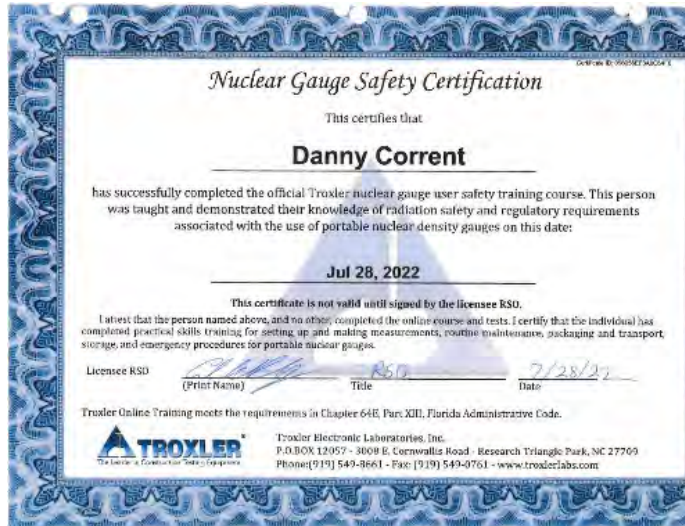 Certificate ID:
Nuclear Gauge Safety Certification
This certifies that
Danny Corrent
has successfully completed the official Troxler nuclear gauge user safety training course. This person
was taught and demonstrated their knowledge of radiation safety and regulatory requirements
associated with the use of portable nuclear density gauges on this date:
Jul 28, 2022
This certificate is not valid until signed by the licensee RSO.
I attest that the person named above, and no other, completed the online course and tests. I certify that the individual has
completed practical skills training for setting up and making measurements, routine maintenance, packaging and transport,
storage, and emergency procedures for portable nuclear gauges.
Licensee RSO RSO 7/28/22
(Print Name) Title Date
Troxler Online Training meets the requirements in Chapter 64E, Part XIII, Florida Administrative Code.
TROXLER
The Leader in Construction Testing Equipment
Troxler Electronic Laboratories, Inc.
P.O.BOX 12057 - 3008 E. Cornwallis Road - Research Triangle Park, NC 27709
Phone:(919) 549-8661 - Fax: (919) 549-0761 - www.troxlerlabs.com